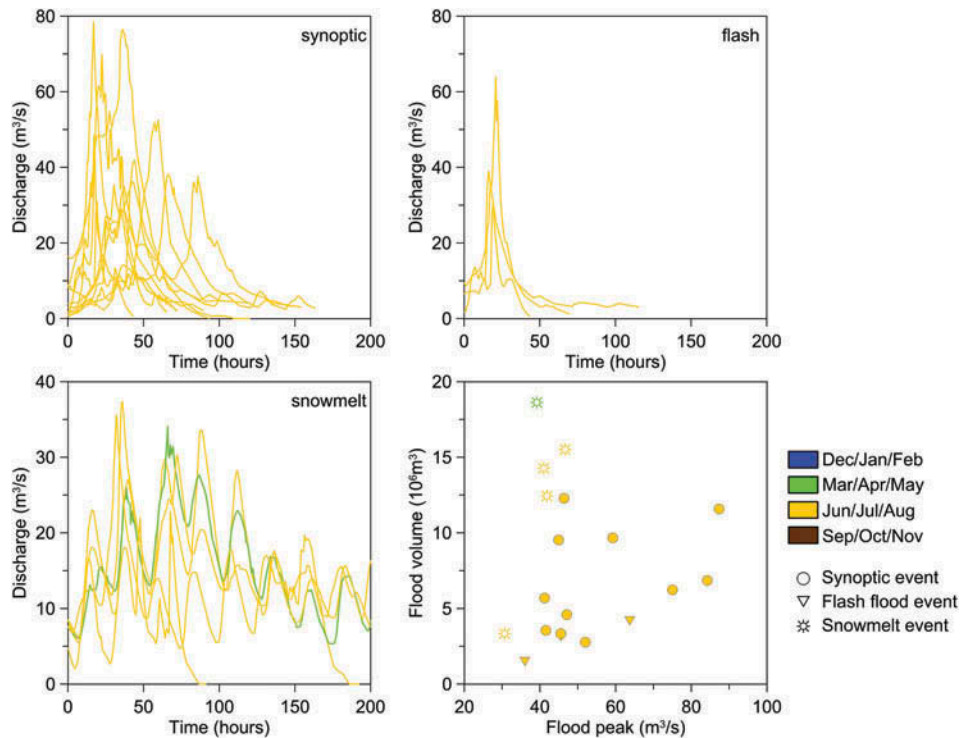 80
60
40
20
0
Discharge (m³/s)
synoptic
0 50 100 150 200
Time (hours)
80
60
40
20
0
Discharge (m³/s)
flash
0 50 100 150 200
Time (hours)
40
30
20
10
0
Discharge (m³/s)
snowmelt
0 50 100 150 200
Time (hours)
20
15
10
5
0
Flood volume (10⁶m³)
20 40 60 80 100
Flood peak (m³/s)
Dec/Jan/Feb
Mar/Apr/May
Jun/Jul/Aug
Sep/Oct/Nov
Synoptic event
Flash flood event
Snowmelt event